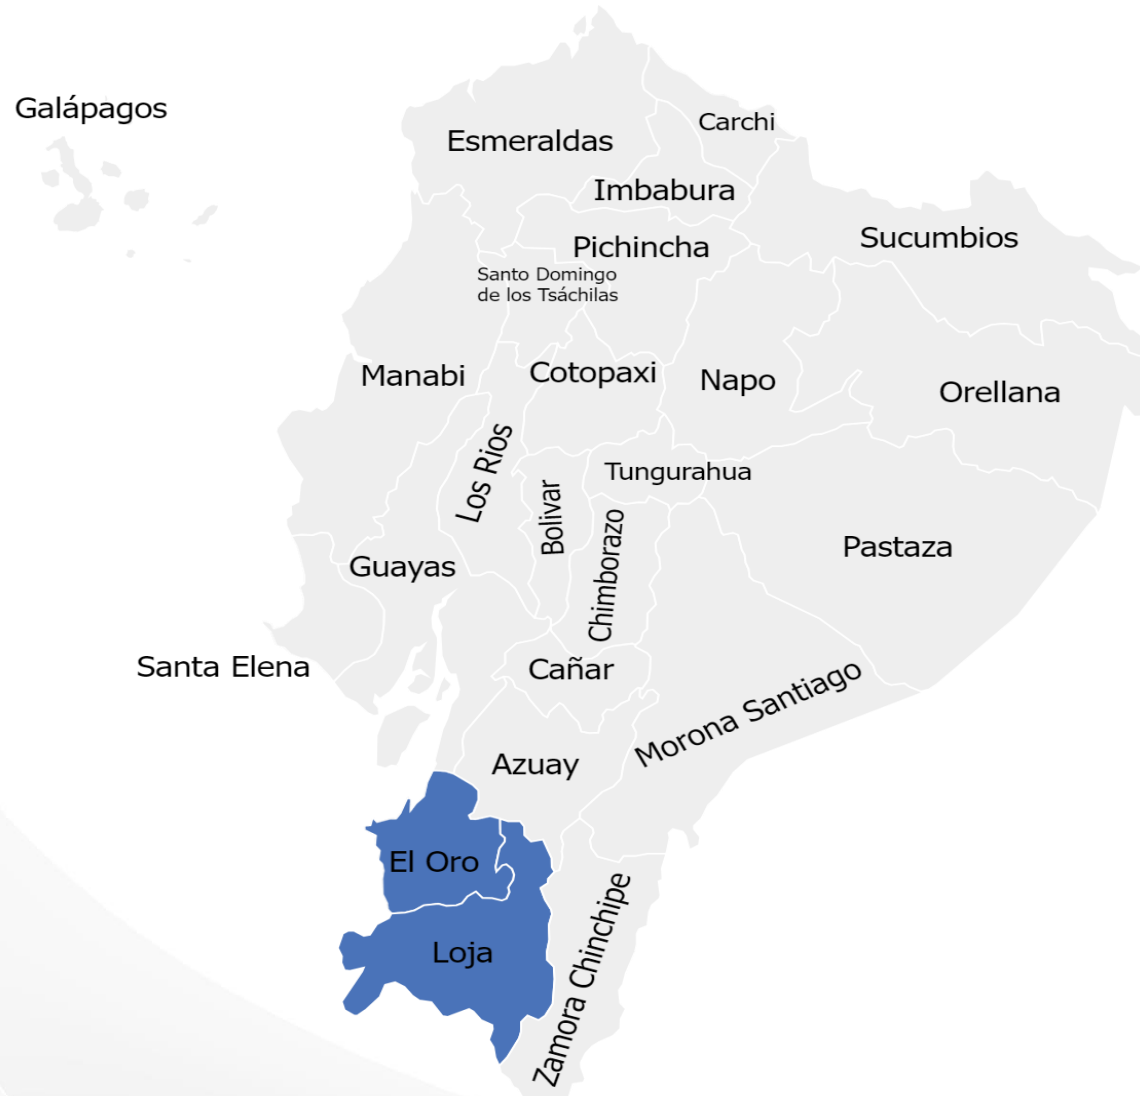 Galápagos
Carchi
Esmeraldas
Imbabura
Sucumbios
Pichincha
Santo Domingo
de los Tsáchilas
Manabi
Cotopaxi
Napo
Orellana
Los Rios
Tungurahua
Bolivar
Chimborazo
Pastaza
Guayas
Santa Elena
Cañar
Morona Santiago
Azuay
El Oro
Loja
Zamora Chinchipe